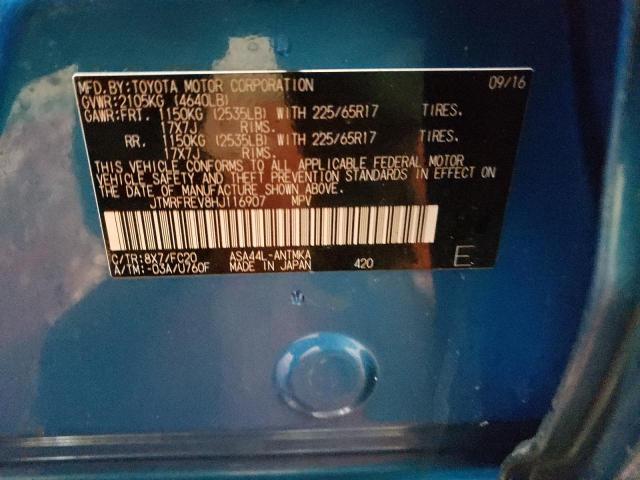 MFD.BY:TOYOTA MOTOR CORPORATION 09/16
GVWR:2105KG (4640LB)
GAWR:FRT. 1150KG (2535LB) WITH 225/65R17 TIRES.
17X7J RIMS.
RR. 1150KG (2535LB) WITH 225/65R17 TIRES.
17X7J RIMS.
THIS VEHICLE CONFORMS TO ALL APPLICABLE FEDERAL MOTOR
VEHICLE SAFETY AND THEFT PREVENTION STANDARDS IN EFFECT ON
THE DATE OF MANUFACTURE SHOWN ABOVE.
JTMRFREV8HJ116907 MPV
C/TR:8X7/FC20 ASA44L-ANTMKA
A/TM:-03A/U760F MADE IN JAPAN 420 E